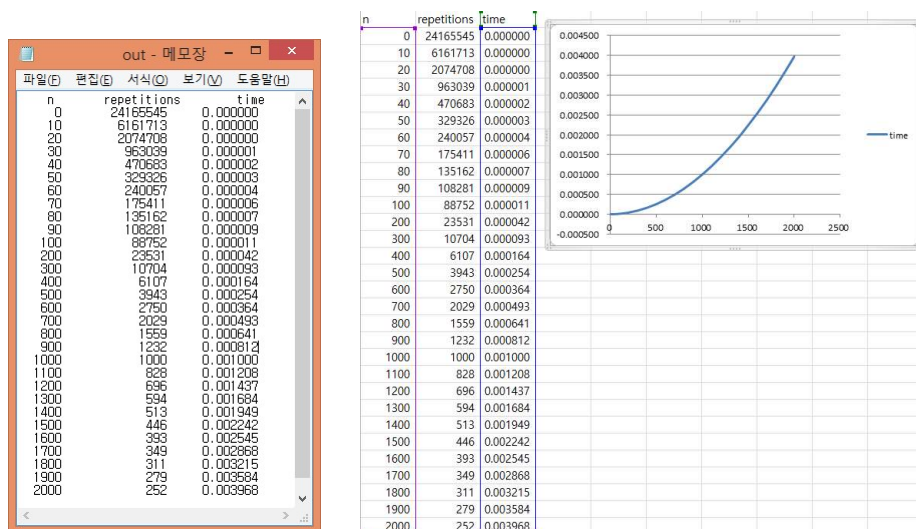 out - 메모장
파일(F) 편집(E) 서식(O) 보기(V) 도움말(H)
n repetitions time
0 24165545 0.000000
10 6161713 0.000000
20 2074708 0.000000
30 963039 0.000001
40 470683 0.000002
50 329326 0.000003
60 240057 0.000004
70 175411 0.000006
80 135162 0.000007
90 108281 0.000009
100 88752 0.000011
200 23531 0.000042
300 10704 0.000093
400 6107 0.000164
500 3943 0.000254
600 2750 0.000364
700 2029 0.000493
800 1559 0.000641
900 1232 0.000812
1000 1000 0.001000
1100 828 0.001208
1200 696 0.001437
1300 594 0.001684
1400 513 0.001949
1500 446 0.002242
1600 393 0.002545
1700 349 0.002868
1800 311 0.003215
1900 279 0.003584
2000 252 0.003968
n repetitions time
0 24165545 0.000000
10 6161713 0.000000
20 2074708 0.000000
30 963039 0.000001
40 470683 0.000002
50 329326 0.000003
60 240057 0.000004
70 175411 0.000006
80 135162 0.000007
90 108281 0.000009
100 88752 0.000011
200 23531 0.000042
300 10704 0.000093
400 6107 0.000164
500 3943 0.000254
600 2750 0.000364
700 2029 0.000493
800 1559 0.000641
900 1232 0.000812
1000 1000 0.001000
1100 828 0.001208
1200 696 0.001437
1300 594 0.001684
1400 513 0.001949
1500 446 0.002242
1600 393 0.002545
1700 349 0.002868
1800 311 0.003215
1900 279 0.003584
2000 252 0.003968
0.004500
0.004000
0.003500
0.003000
0.002500
0.002000
0.001500
0.001000
0.000500
0.000000
-0.000500
0 500 1000 1500 2000 2500
time